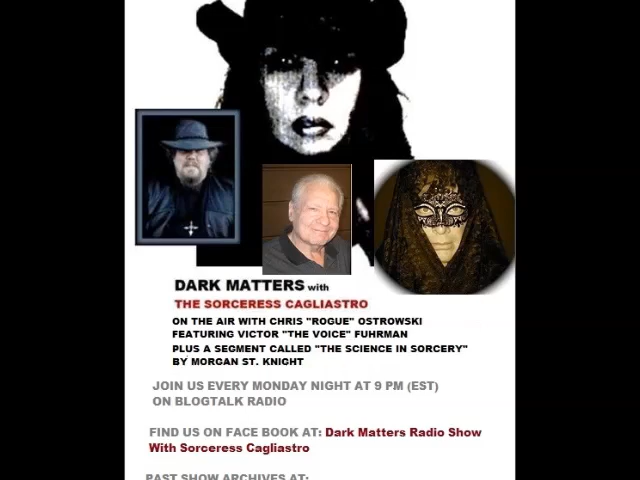 DARK MATTERS with
THE SORCERESS CAGLIASTRO
ON THE AIR WITH CHRIS "ROGUE" OSTROWSKI
FEATURING VICTOR "THE VOICE" FUHRMAN
PLUS A SEGMENT CALLED "THE SCIENCE IN SORCERY"
BY MORGAN ST. KNIGHT
JOIN US EVERY MONDAY NIGHT AT 9 PM (EST)
ON BLOGTALK RADIO
FIND US ON FACE BOOK AT: Dark Matters Radio Show
With Sorceress Cagliastro
PAST SHOW ARCHIVES AT: